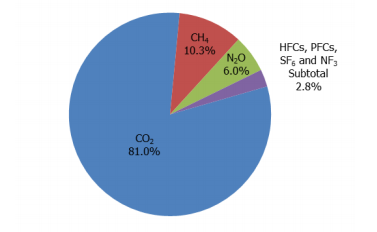 CH₄
10.3%
N₂O
6.0%
HFCs, PFCs,
SF₆ and NF₃
Subtotal
2.8%
CO₂
81.0%